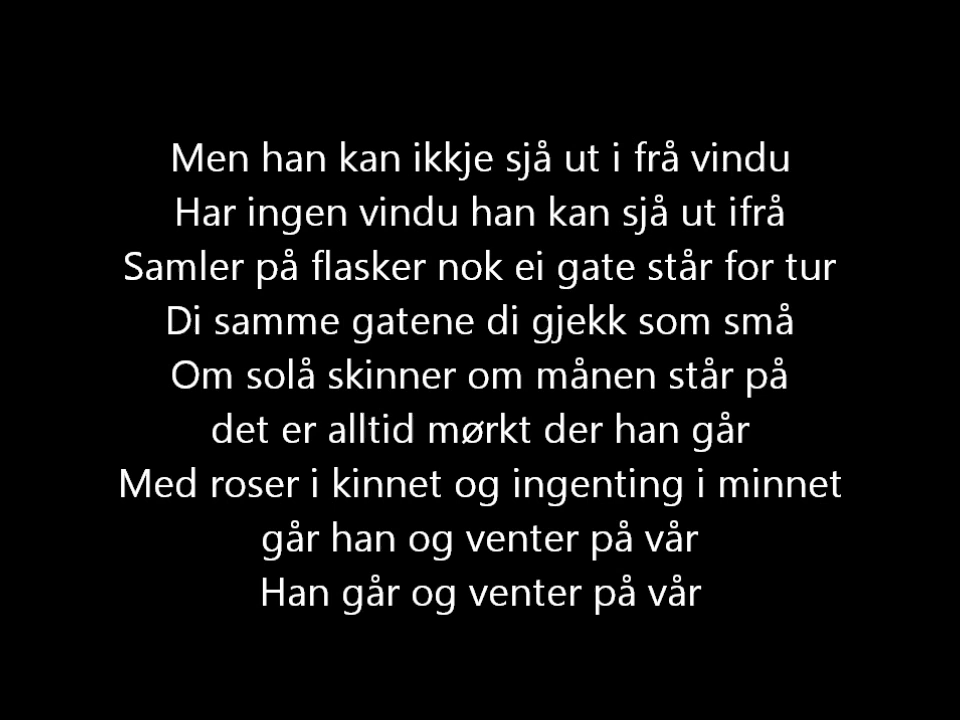 Men han kan ikkje sjå ut i frå vindu
Har ingen vindu han kan sjå ut ifrå
Samler på flasker nok ei gate står for tur
Di samme gatene di gjekk som små
Om solå skinner om månen står på
det er alltid mørkt der han går
Med roser i kinnet og ingenting i minnet
går han og venter på vår
Han går og venter på vår